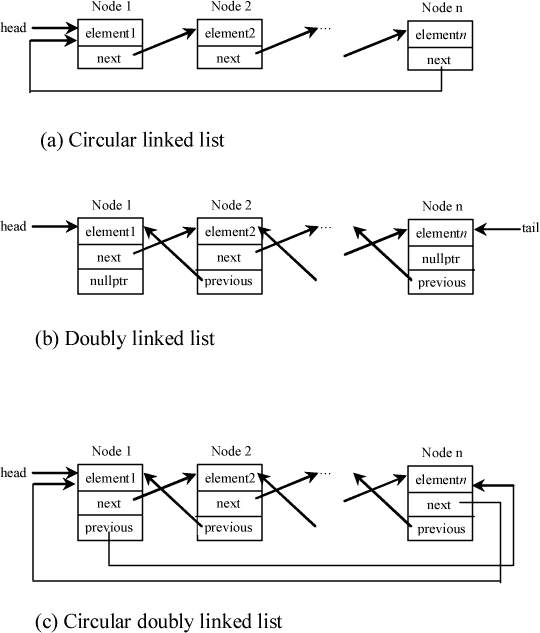 Node 1 Node 2 Node n
head
element1 element2 ... elementn
next next next
(a) Circular linked list
Node 1 Node 2 Node n
head element1 element2 ... elementn tail
next next nullptr
nullptr previous previous
(b) Doubly linked list
Node 1 Node 2 Node n
head element1 element2 ... elementn
next next next
previous previous previous
(c) Circular doubly linked list